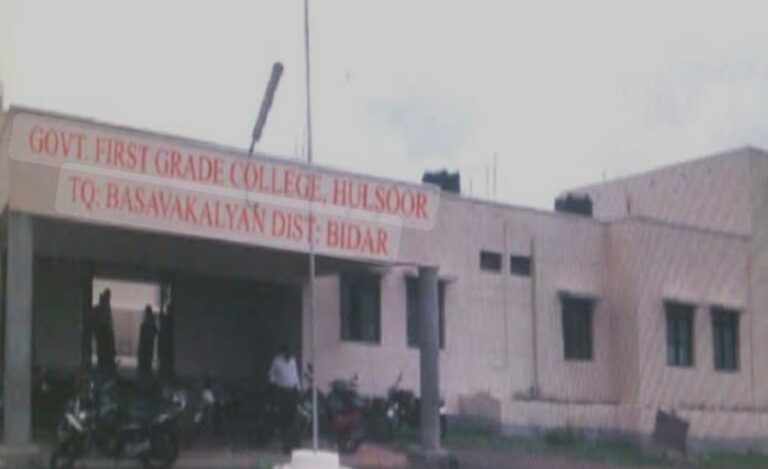 GOVT. FIRST GRADE COLLEGE, HULSOOR
TQ: BASAVAKALYAN DIST: BIDAR